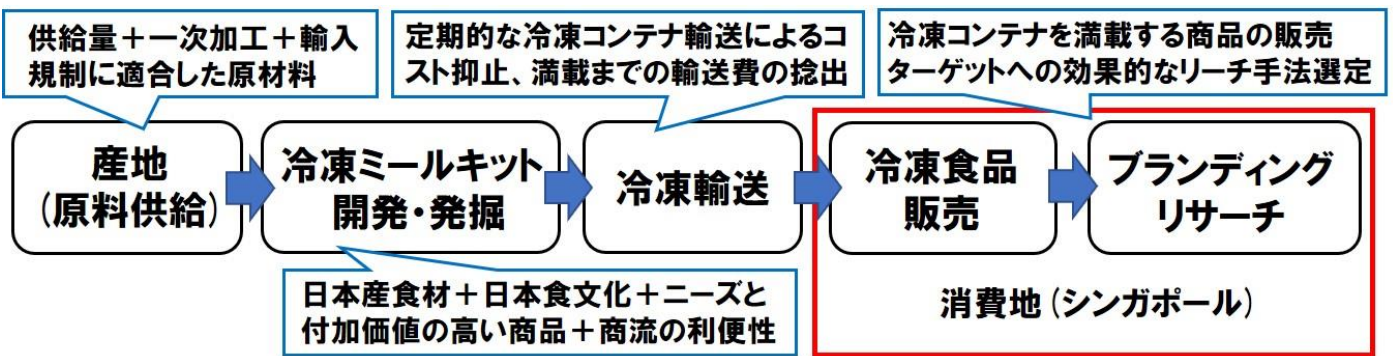 供給量＋一次加工＋輸入
規制に適合した原材料
定期的な冷凍コンテナ輸送によるコ
スト抑止、満載までの輸送費の捻出
冷凍コンテナを満載する商品の販売
ターゲットへの効果的なリーチ手法選定
産地
(原料供給)
冷凍ミールキット
開発・発掘
冷凍輸送
冷凍食品
販売
ブランディング
リサーチ
日本産食材＋日本食文化＋ニーズと
付加価値の高い商品＋商流の利便性
消費地(シンガポール)